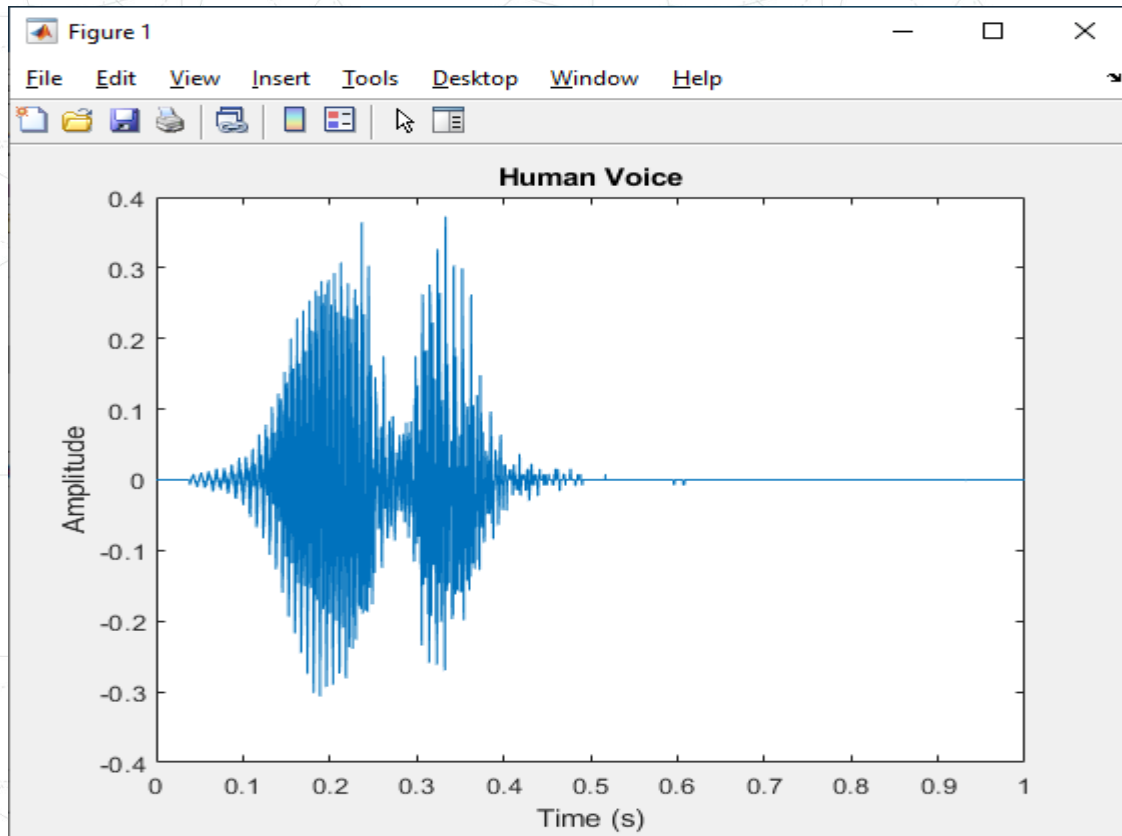 Figure 1
File Edit View Insert Tools Desktop Window Help
Human Voice
0.4
0.3
0.2
0.1
0
-0.1
-0.2
-0.3
-0.4
Amplitude
0 0.1 0.2 0.3 0.4 0.5 0.6 0.7 0.8 0.9 1
Time (s)